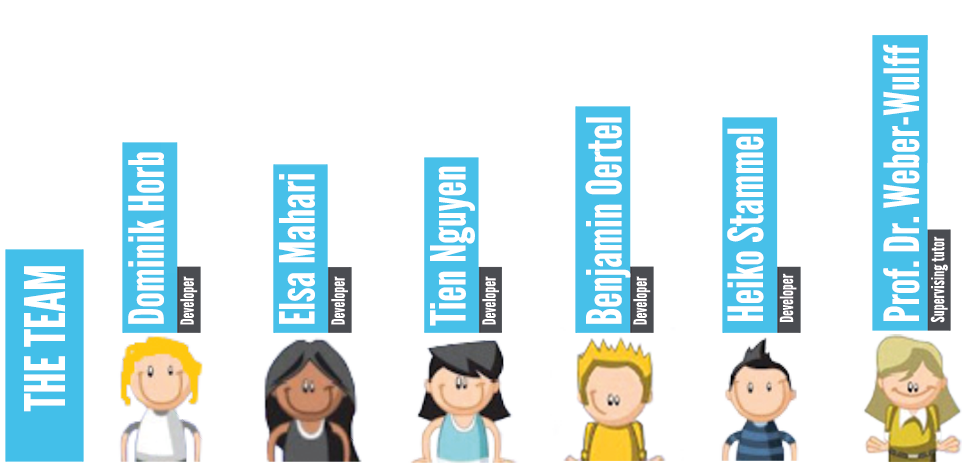 THE TEAM
Dominik Horb
Developer
Elsa Mahari
Developer
Tien Nguyen
Developer
Benjamin Oertel
Developer
Heiko Stammel
Developer
Prof. Dr. Weber-Wulff
Supervising tutor